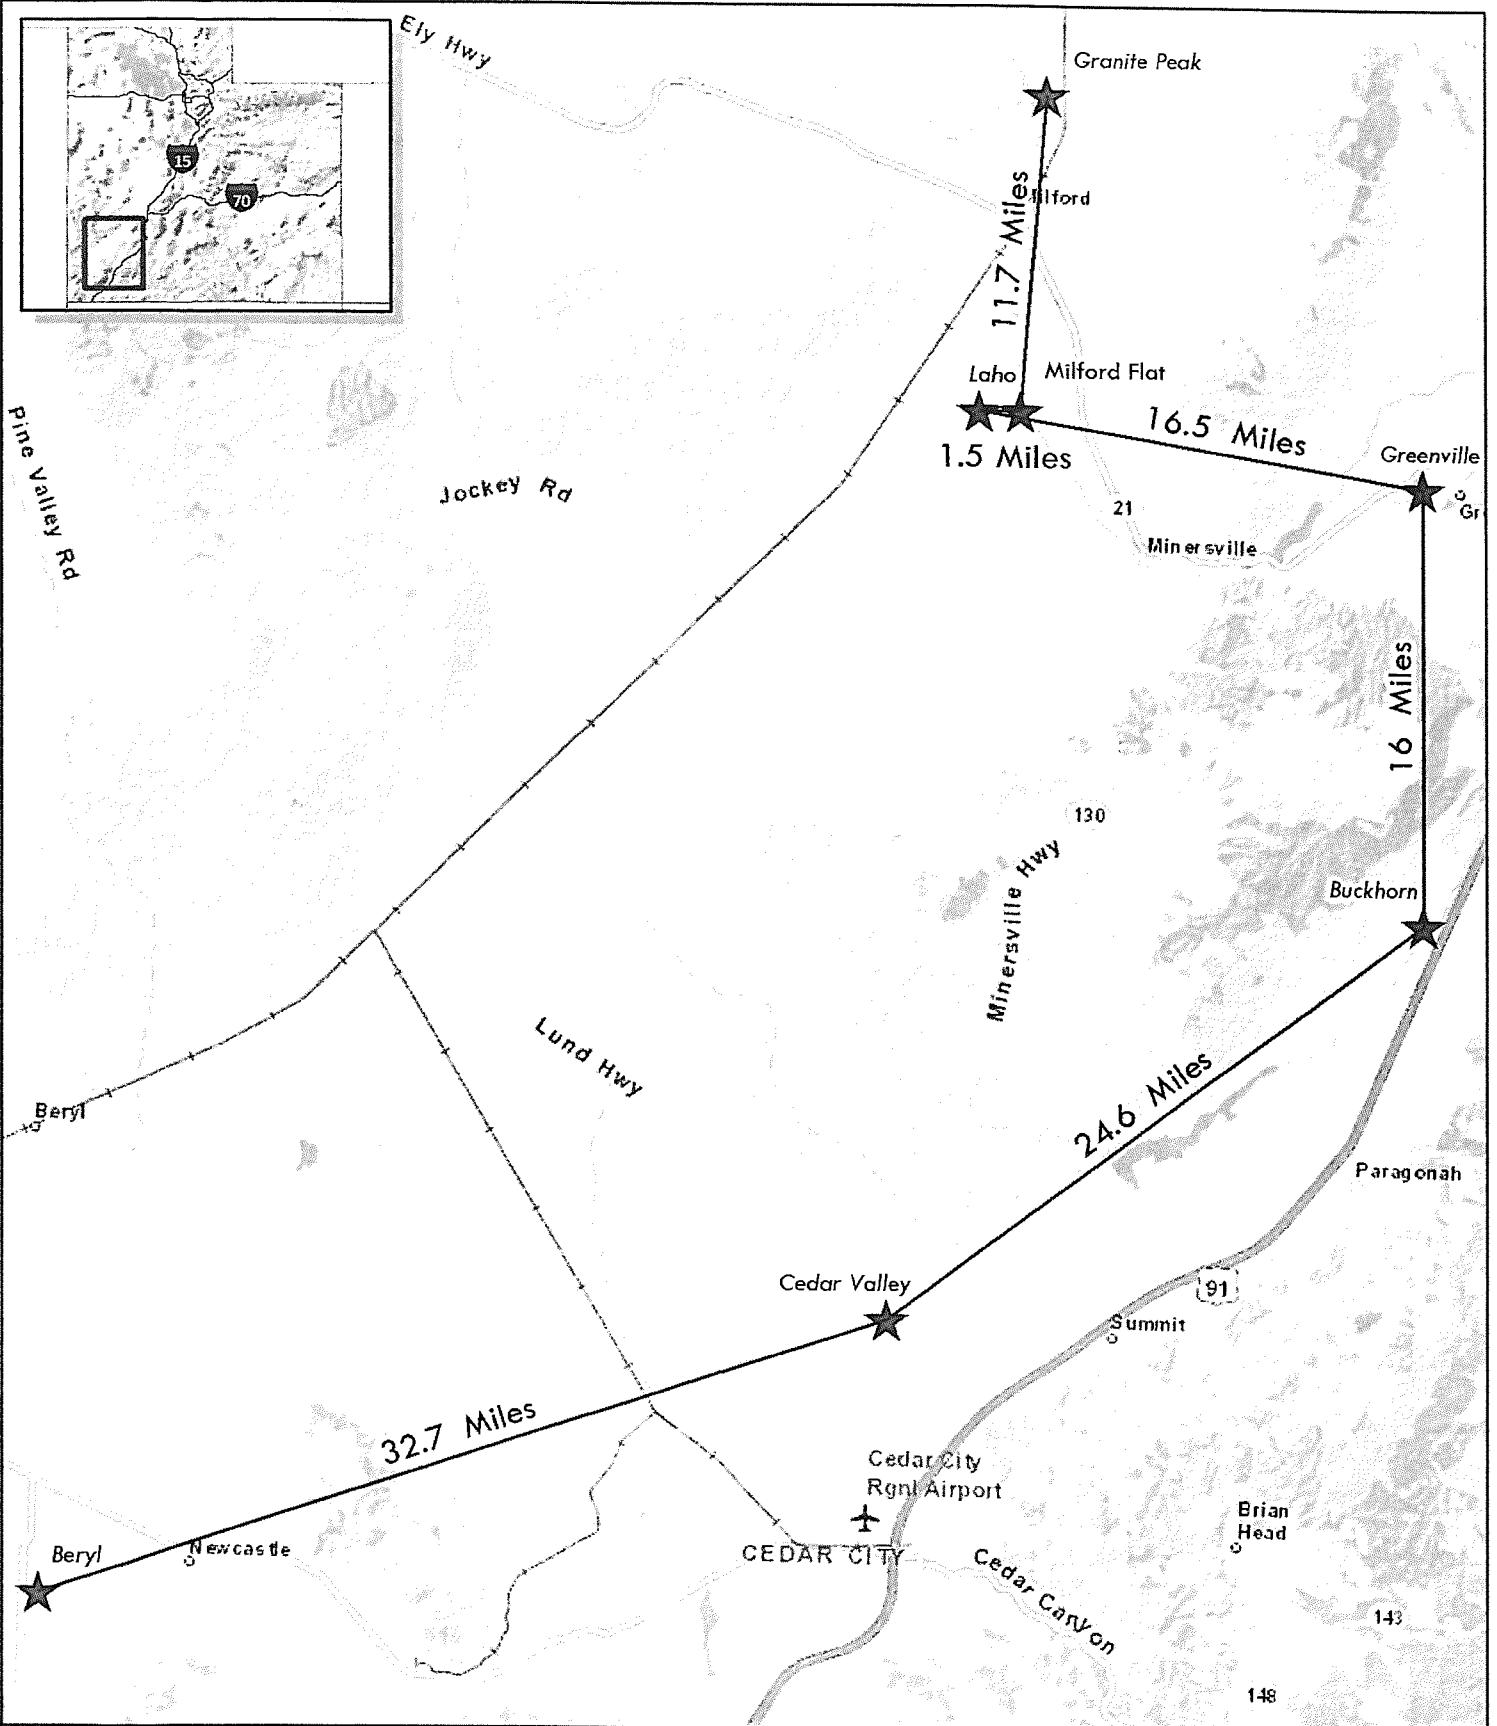 Ely Hwy
Granite Peak
15
70
ilford
11.7 Miles
Laho
Milford Flat
16.5 Miles
1.5 Miles
Greenville
Gr
Pine Valley Rd
Jockey Rd
21
Minersville
16 Miles
130
Minersville Hwy
Buckhorn
Lund Hwy
24.6 Miles
Beryl
Paragonah
Cedar Valley
91
Summit
32.7 Miles
Cedar City
Rgnl Airport
Brian
Head
Beryl
Newcastle
CEDAR CITY
Cedar Canyon
143
148